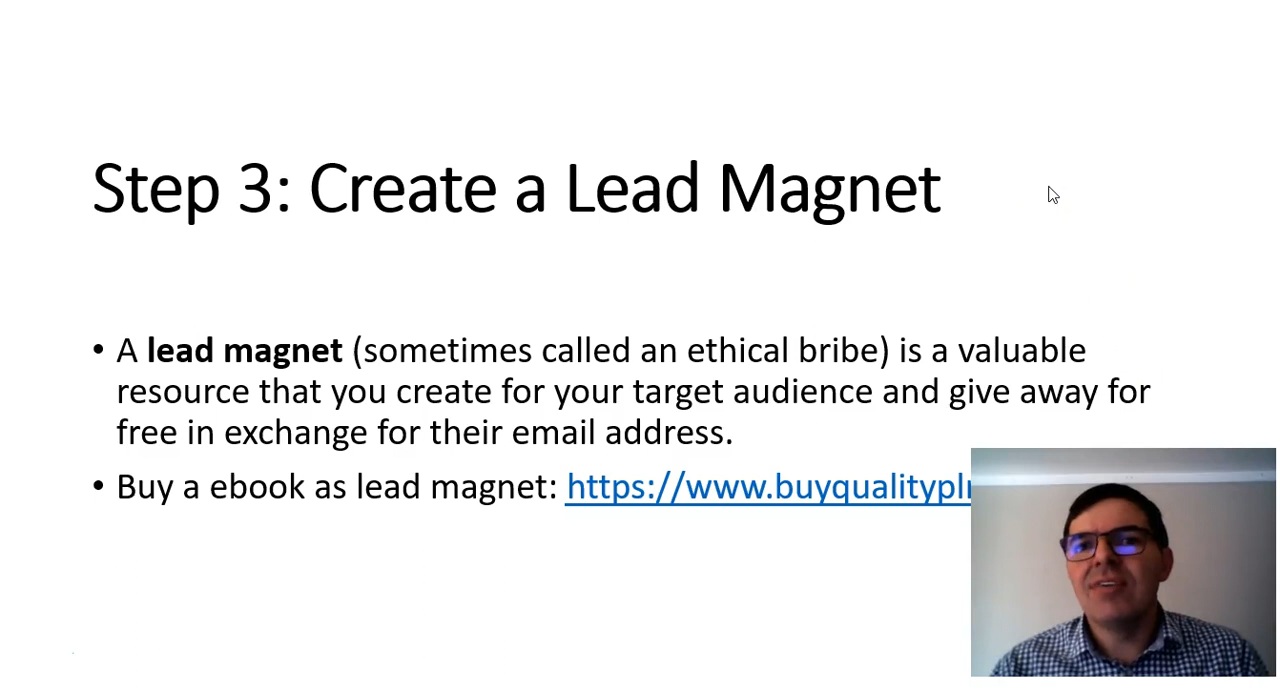 Step 3: Create a Lead Magnet
• A lead magnet (sometimes called an ethical bribe) is a valuable
resource that you create for your target audience and give away for
free in exchange for their email address.
• Buy a ebook as lead magnet: https://www.buyqualitypl